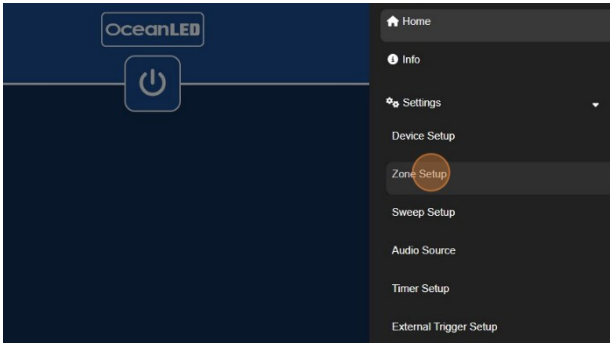 OceanLED
Home
Info
Settings
Device Setup
Zone Setup
Sweep Setup
Audio Source
Timer Setup
External Trigger Setup